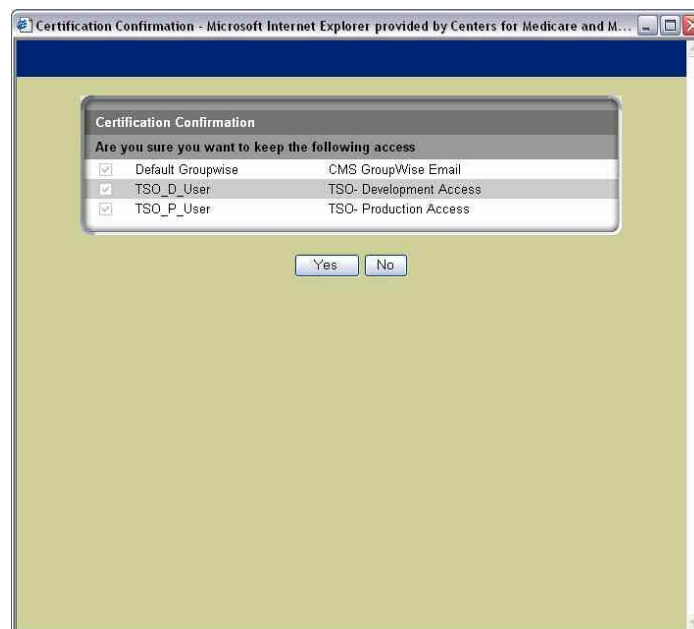 Certification Confirmation - Microsoft Internet Explorer provided by Centers for Medicare and M...
Certification Confirmation
Are you sure you want to keep the following access
Default Groupwise CMS GroupWise Email
TSO_D_User TSO- Development Access
TSO_P_User TSO- Production Access
Yes No